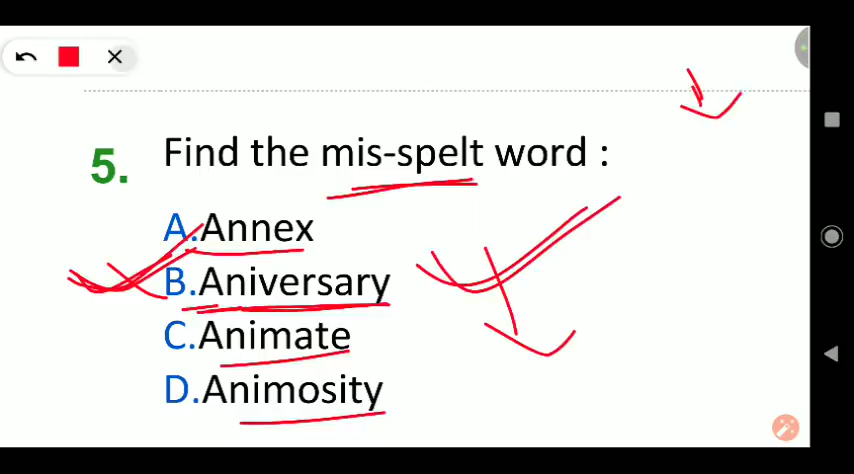 5. Find the mis-spelt word :
A.Annex
B.Aniversary
C.Animate
D.Animosity